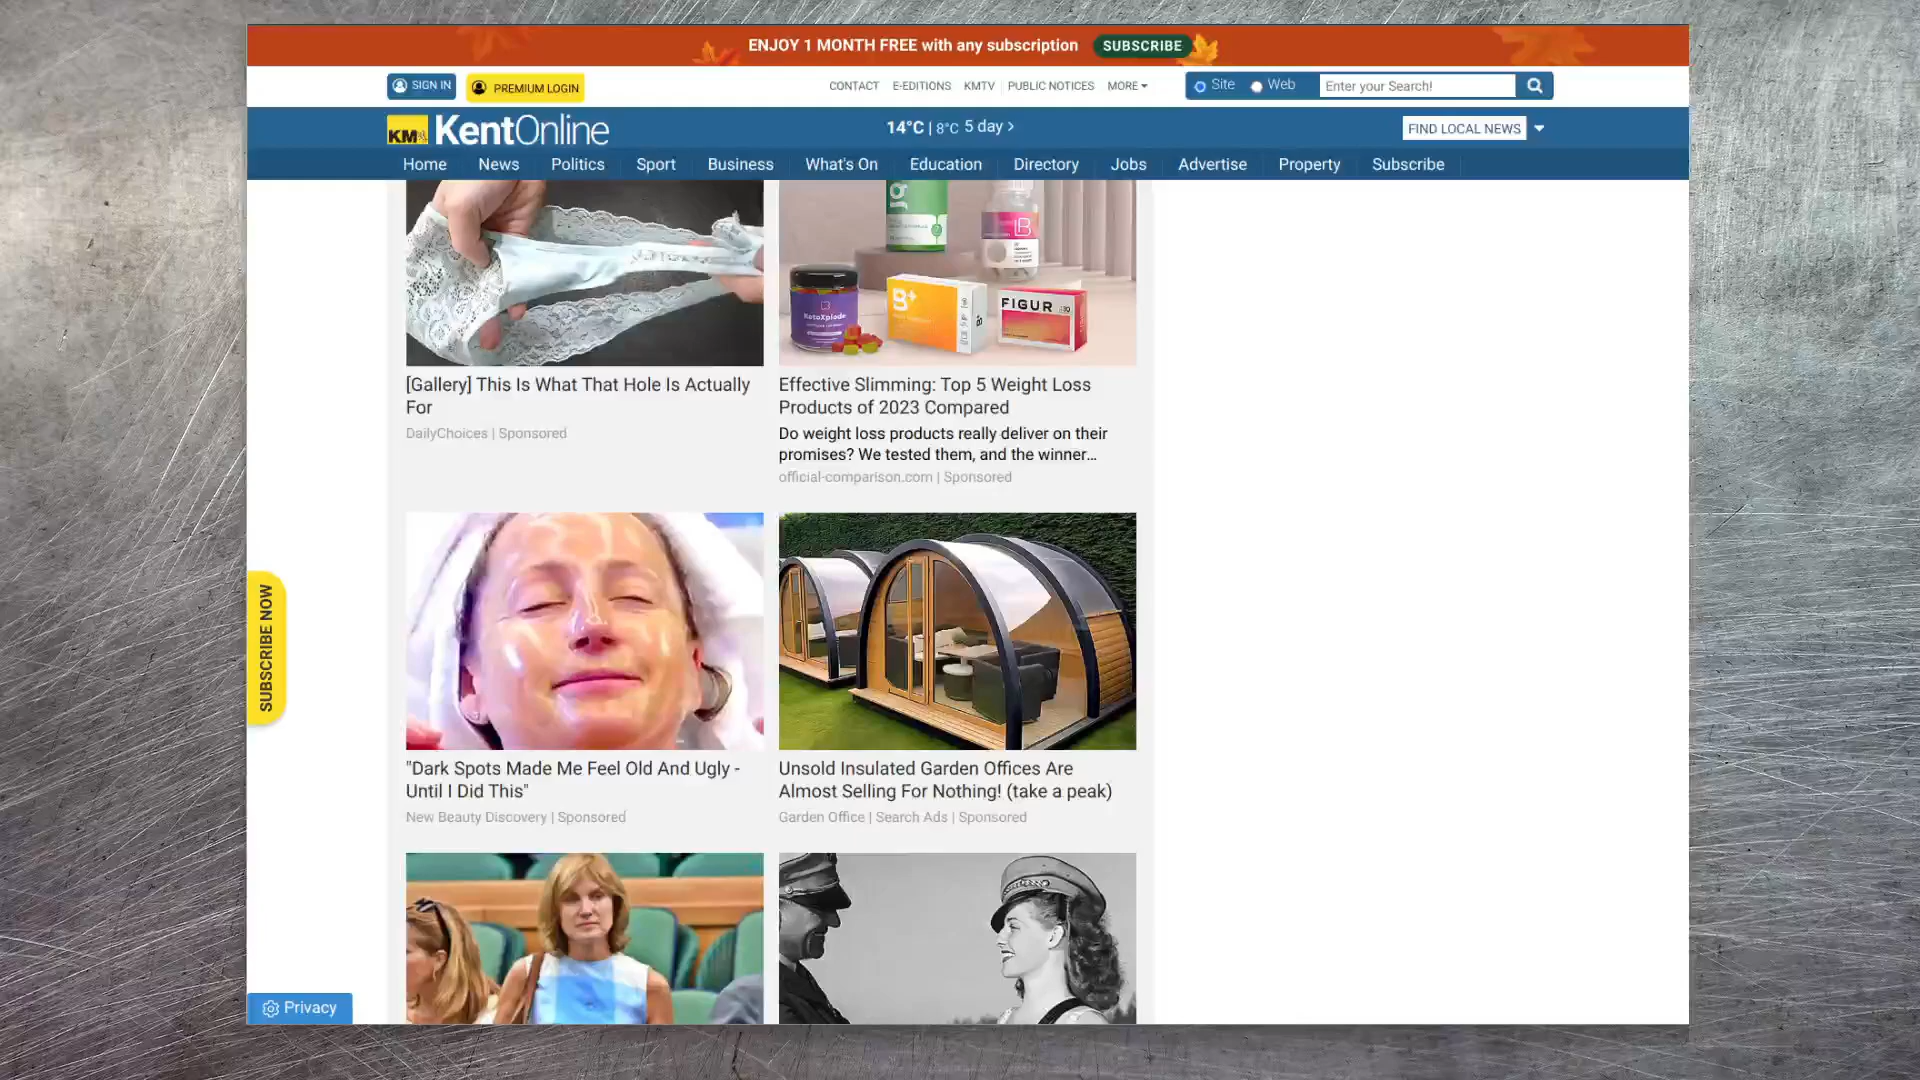 ENJOY 1 MONTH FREE with any subscription SUBSCRIBE
SIGN IN PREMIUM LOGIN CONTACT E-EDITIONS KMTV PUBLIC NOTICES MORE Site Web Enter your Search!
KM KentOnline 14°C | 8°C 5 day > FIND LOCAL NEWS
Home News Politics Sport Business What's On Education Directory Jobs Advertise Property Subscribe
g
LB
B+
FIGUR
KetoXplode
[Gallery] This Is What That Hole Is Actually
For
DailyChoices | Sponsored
Effective Slimming: Top 5 Weight Loss
Products of 2023 Compared
Do weight loss products really deliver on their
promises? We tested them, and the winner...
official-comparison.com | Sponsored
SUBSCRIBE NOW
"Dark Spots Made Me Feel Old And Ugly -
Until I Did This"
New Beauty Discovery | Sponsored
Unsold Insulated Garden Offices Are
Almost Selling For Nothing! (take a peak)
Garden Office | Search Ads | Sponsored
Privacy